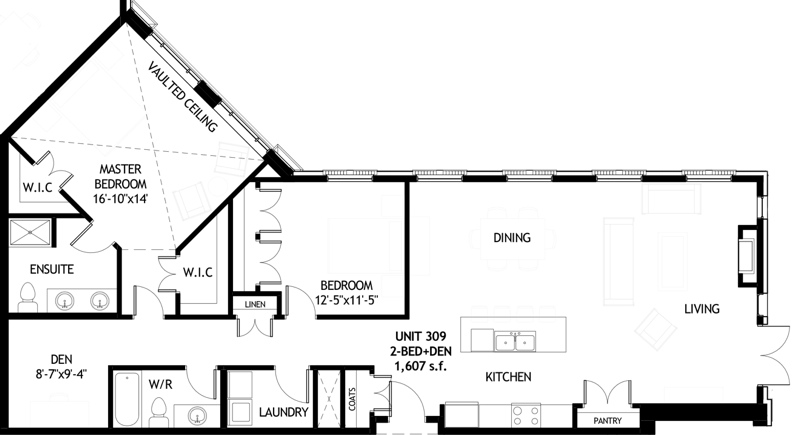 VAULTED CEILING
MASTER
BEDROOM
16'-10"x14'
W.I.C
ENSUITE
W.I.C
BEDROOM
12'-5"x11'-5"
LINEN
DINING
LIVING
UNIT 309
2-BED+DEN
1,607 s.f.
KITCHEN
DEN
8'-7"x9'-4"
W/R
LAUNDRY
COATS
PANTRY